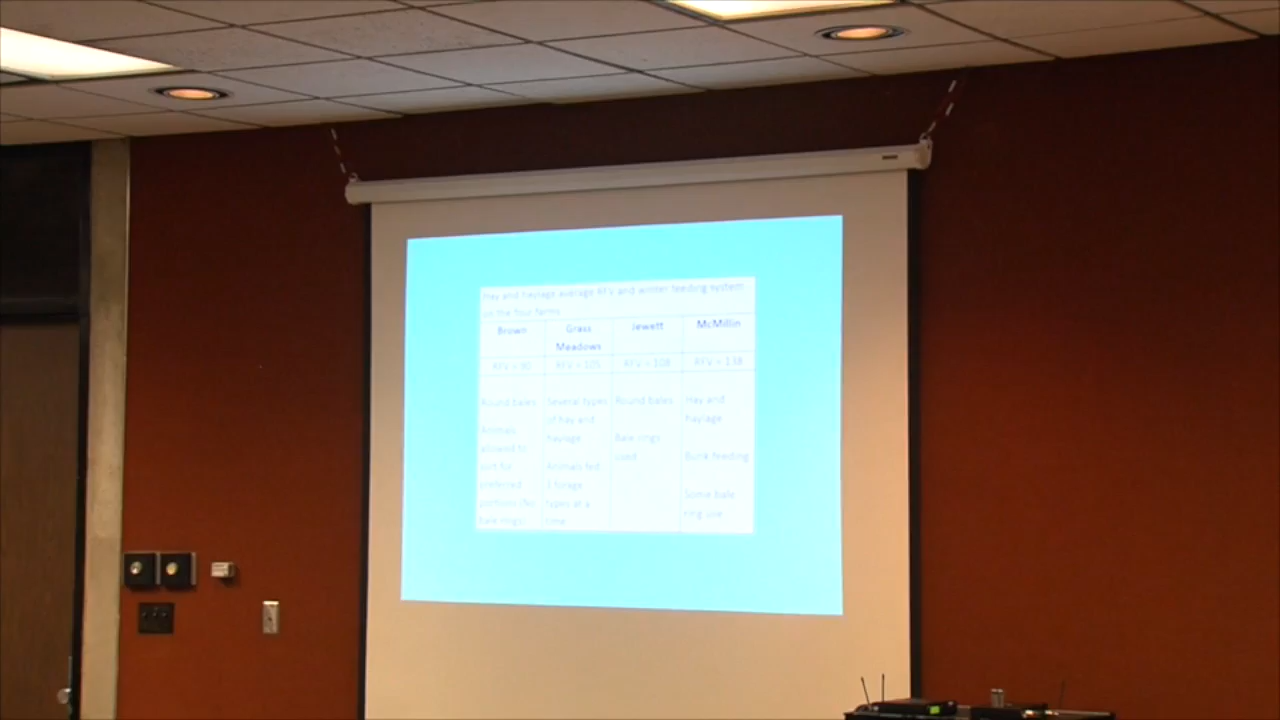 Hay and haylage average RFV and winter feeding system
on the four farms
Brown
Grass
Meadows
Jewett
McMillin
RFV = 90
RFV = 105
RFV = 108
RFV = 138
Round bales
Animals
allowed to
sort for
preferred
portions (No
bale rings)
Several types
of hay and
haylage
Animals fed
3 forage
types at a
time
Round bales
Bale rings
used
Hay and
haylage
Bunk feeding
Some bale
ring use